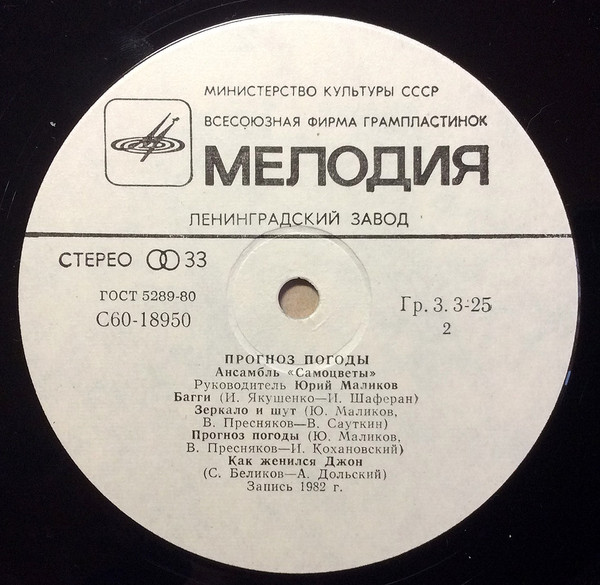 МИНИСТЕРСТВО КУЛЬТУРЫ СССР
ВСЕСОЮЗНАЯ ФИРМА ГРАМПЛАСТИНОК
МЕЛОДИЯ
ЛЕНИНГРАДСКИЙ ЗАВОД
СТЕРЕО 33
ГОСТ 5289-80
С60-18950
Гр. 3. 3-25
2
ПРОГНОЗ ПОГОДЫ
Ансамбль «Самоцветы»
Руководитель Юрий Маликов
Багги (И. Якушенко—И. Шаферан)
Зеркало и шут (Ю. Маликов,
В. Пресняков—В. Сауткин)
Прогноз погоды (Ю. Маликов,
В. Пресняков—И. Кохановский)
Как женился Джон
(С. Беликов—А. Дольский)
Запись 1982 г.